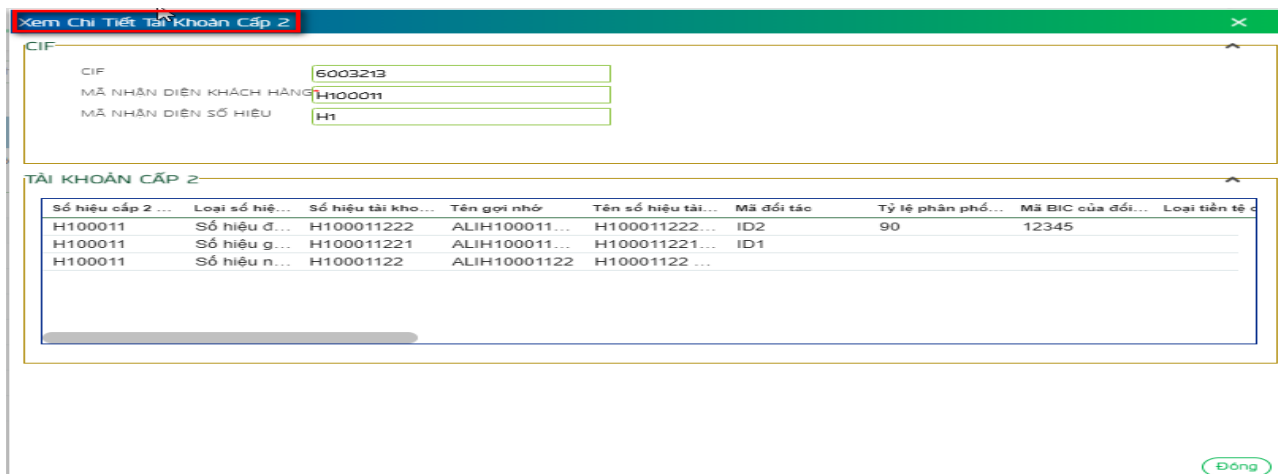 Xem Chi Tiết Tài Khoản Cấp 2
CIF
CIF 6003213
MÃ NHẬN DIỆN KHÁCH HÀNG H100011
MÃ NHẬN DIỆN SỐ HIỆU H1
TÀI KHOẢN CẤP 2
Số hiệu cấp 2 ... Loại số hiệ... Số hiệu tài kho... Tên gợi nhớ Tên số hiệu tài... Mã đối tác Tỷ lệ phân phố... Mã BIC của đối... Loại tiền tệ c
H100011 Số hiệu đ... H100011222 ALIH100011... H100011222... ID2 90 12345
H100011 Số hiệu g... H100011221 ALIH100011... H100011221... ID1
H100011 Số hiệu n... H10001122 ALIH10001122 H10001122 ...
Đóng